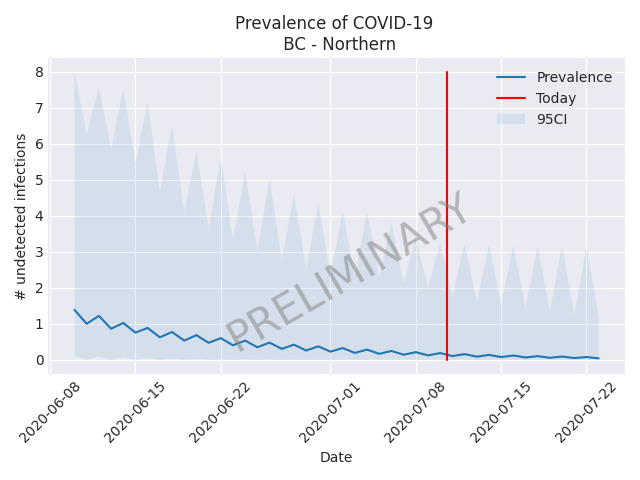 Prevalence of COVID-19
BC - Northern
8
7
6
5
4
3
2
1
0
# undetected infections
Prevalence
Today
95CI
PRELIMINARY
2020-06-08
2020-06-15
2020-06-22
2020-07-01
2020-07-08
2020-07-15
2020-07-22
Date